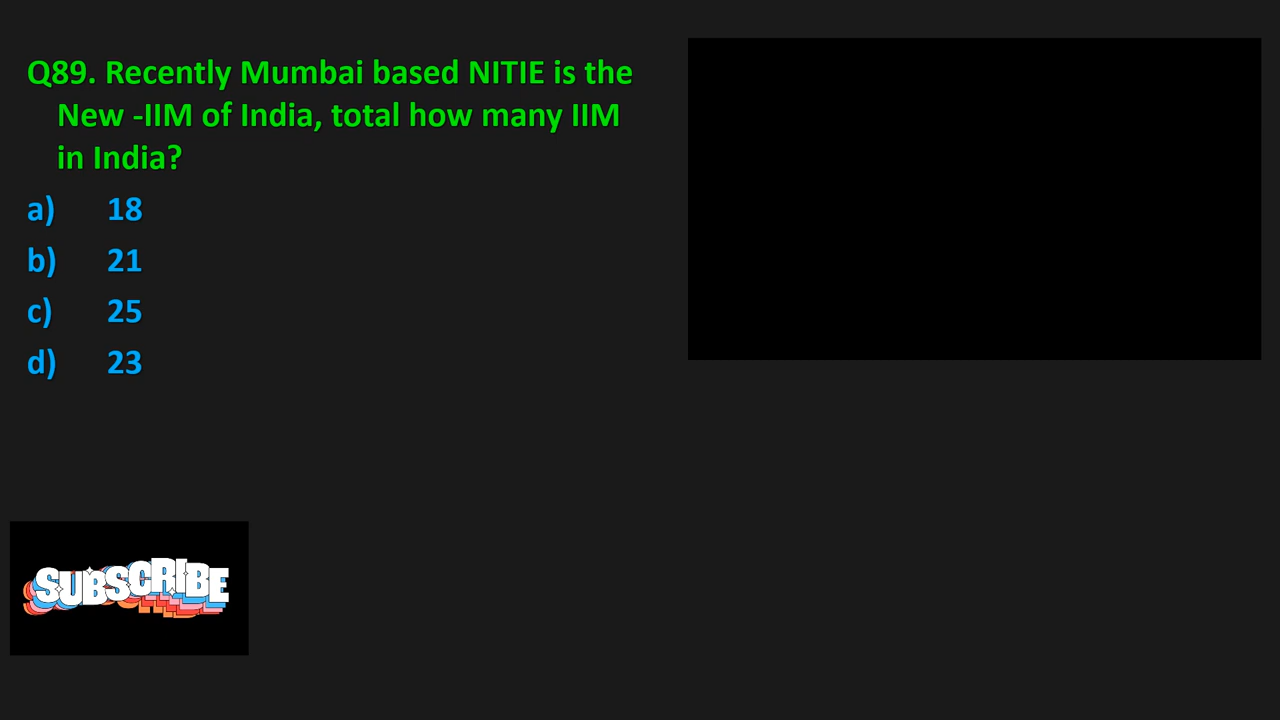 Q89. Recently Mumbai based NITIE is the
New -IIM of India, total how many IIM
in India?
a) 18
b) 21
c) 25
d) 23
SUBSCRIBE